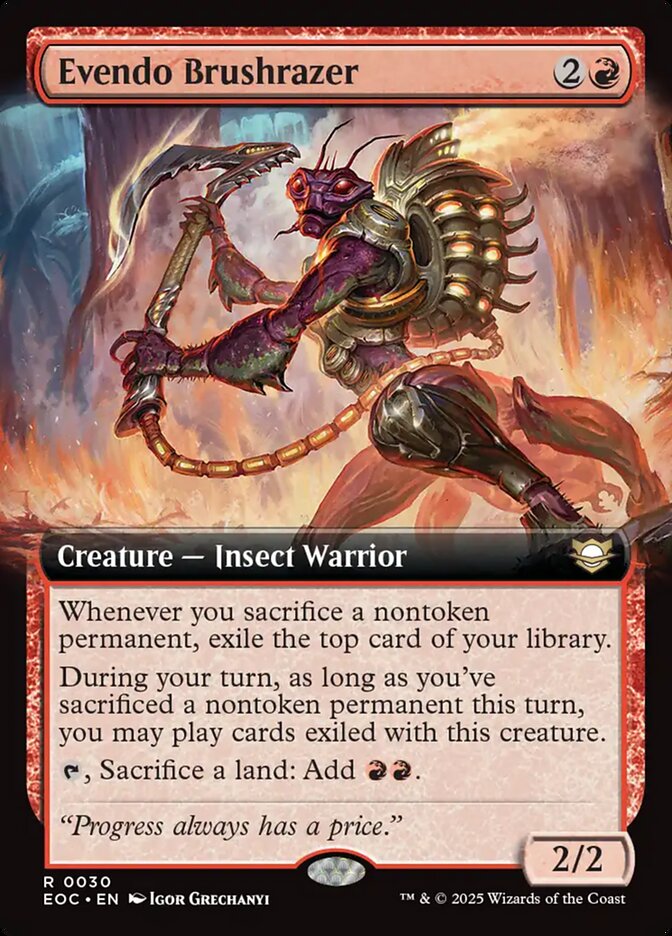 Evendo Brushrazer 2
Creature — Insect Warrior
Whenever you sacrifice a nontoken
permanent, exile the top card of your library.
During your turn, as long as you've
sacrificed a nontoken permanent this turn,
you may play cards exiled with this creature.
, Sacrifice a land: Add .
“Progress always has a price.”
2/2
R 0030
EOC • EN Igor Grechanyi
™ & © 2025 Wizards of the Coast